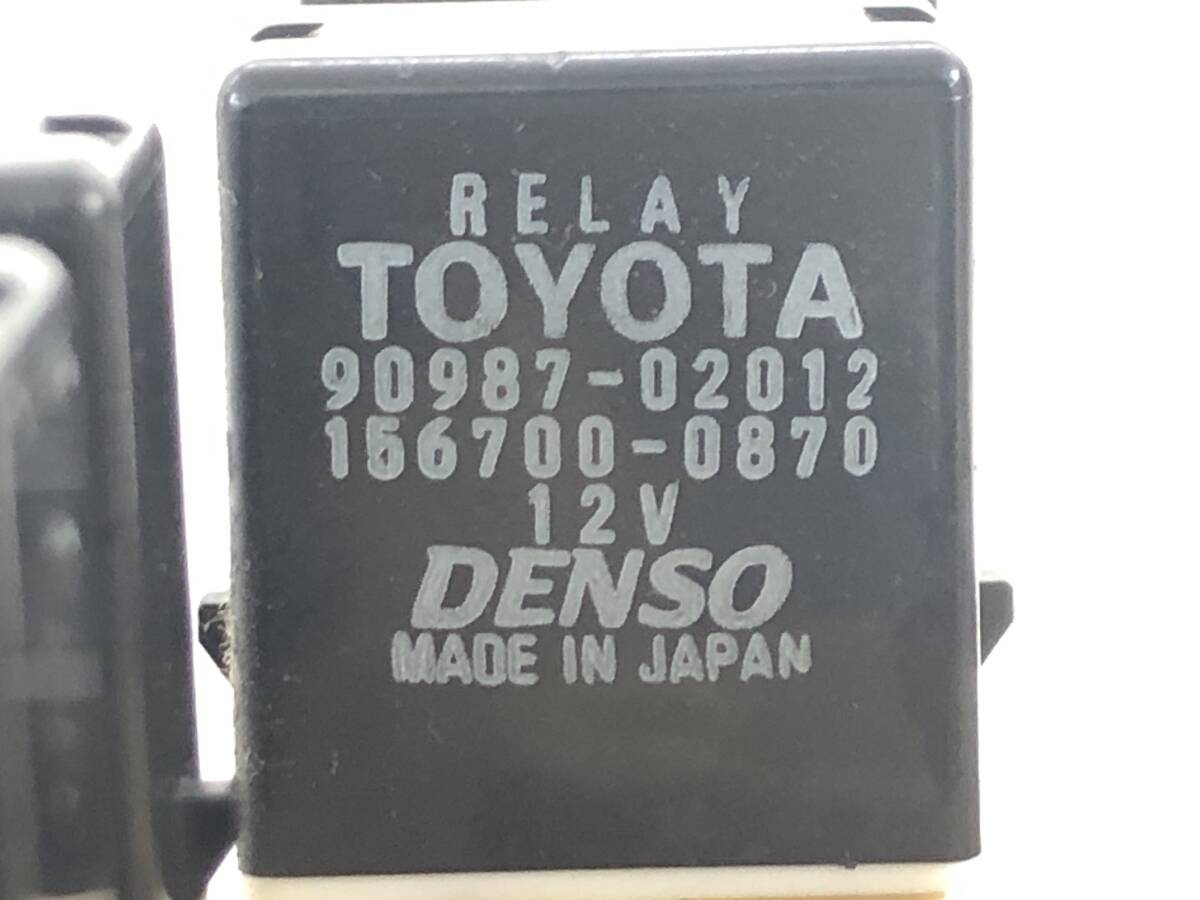 RELAY
TOYOTA
90987-02012
156700-0870
12V
DENSO
MADE IN JAPAN